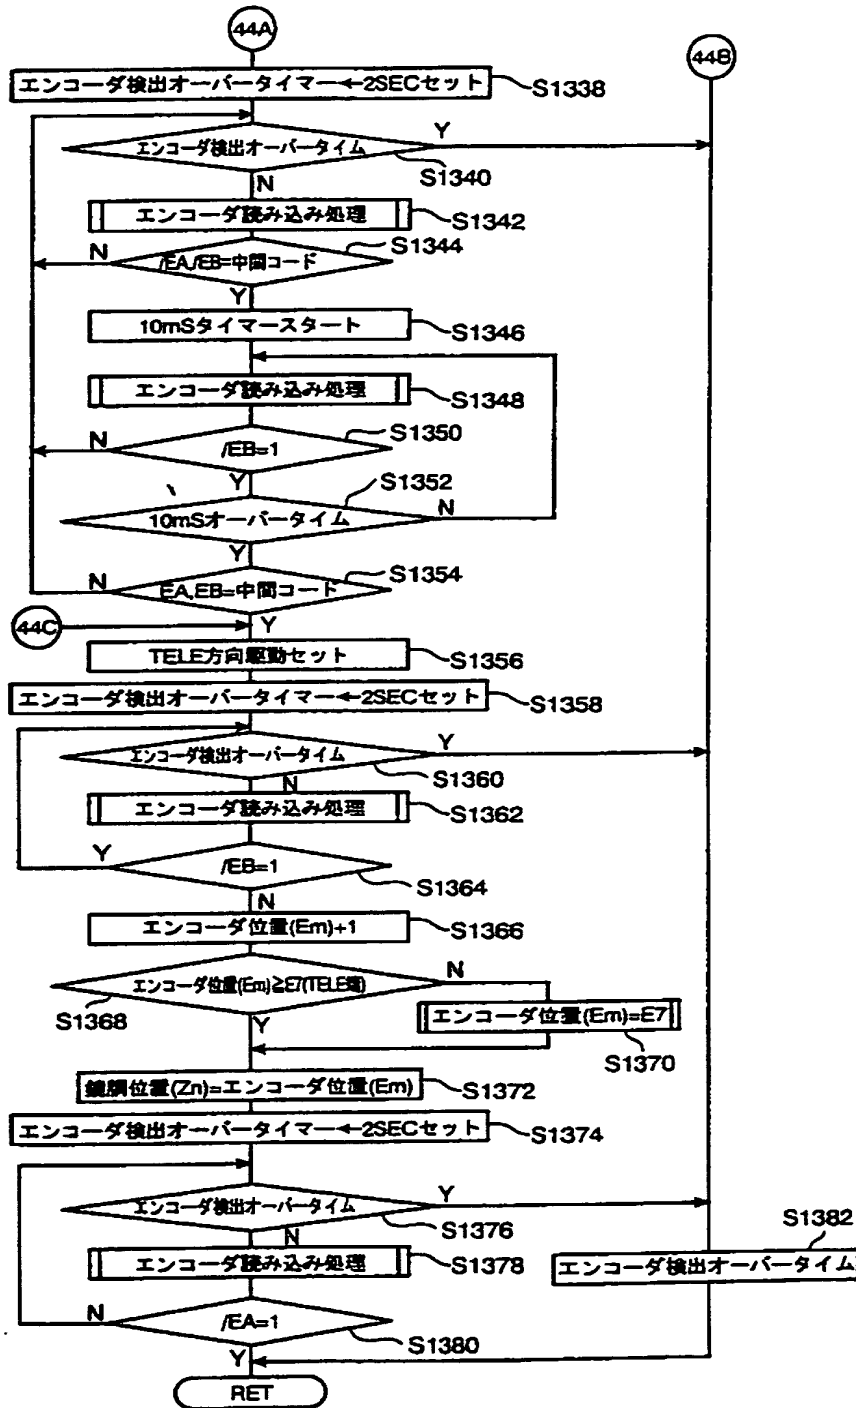 44A
44B
エンコーダ検出オーバータイマー←2SECセット
S1338
エンコーダ検出オーバータイム
Y
S1340
N
エンコーダ読み込み処理
S1342
S1344
N
/EA,/EB=中間コード
Y
10mSタイマースタート
S1346
エンコーダ読み込み処理
S1348
S1350
N
/EB=1
Y
S1352
10mSオーバータイム
N
Y
S1354
N
EA,EB=中間コード
44C
Y
TELE方向駆動セット
S1356
エンコーダ検出オーバータイマー←2SECセット
S1358
エンコーダ検出オーバータイム
Y
S1360
N
エンコーダ読み込み処理
S1362
Y
/EB=1
S1364
N
エンコーダ位置(Em)+1
S1366
エンコーダ位置(Em)≧E7(TELE端)
N
S1368
Y
エンコーダ位置(Em)=E7
S1370
鏡胴位置(Zn)=エンコーダ位置(Em)
S1372
エンコーダ検出オーバータイマー←2SECセット
S1374
エンコーダ検出オーバータイム
Y
S1376
N
S1382
エンコーダ読み込み処理
S1378
エンコーダ検出オーバータイム
N
/EA=1
S1380
Y
RET